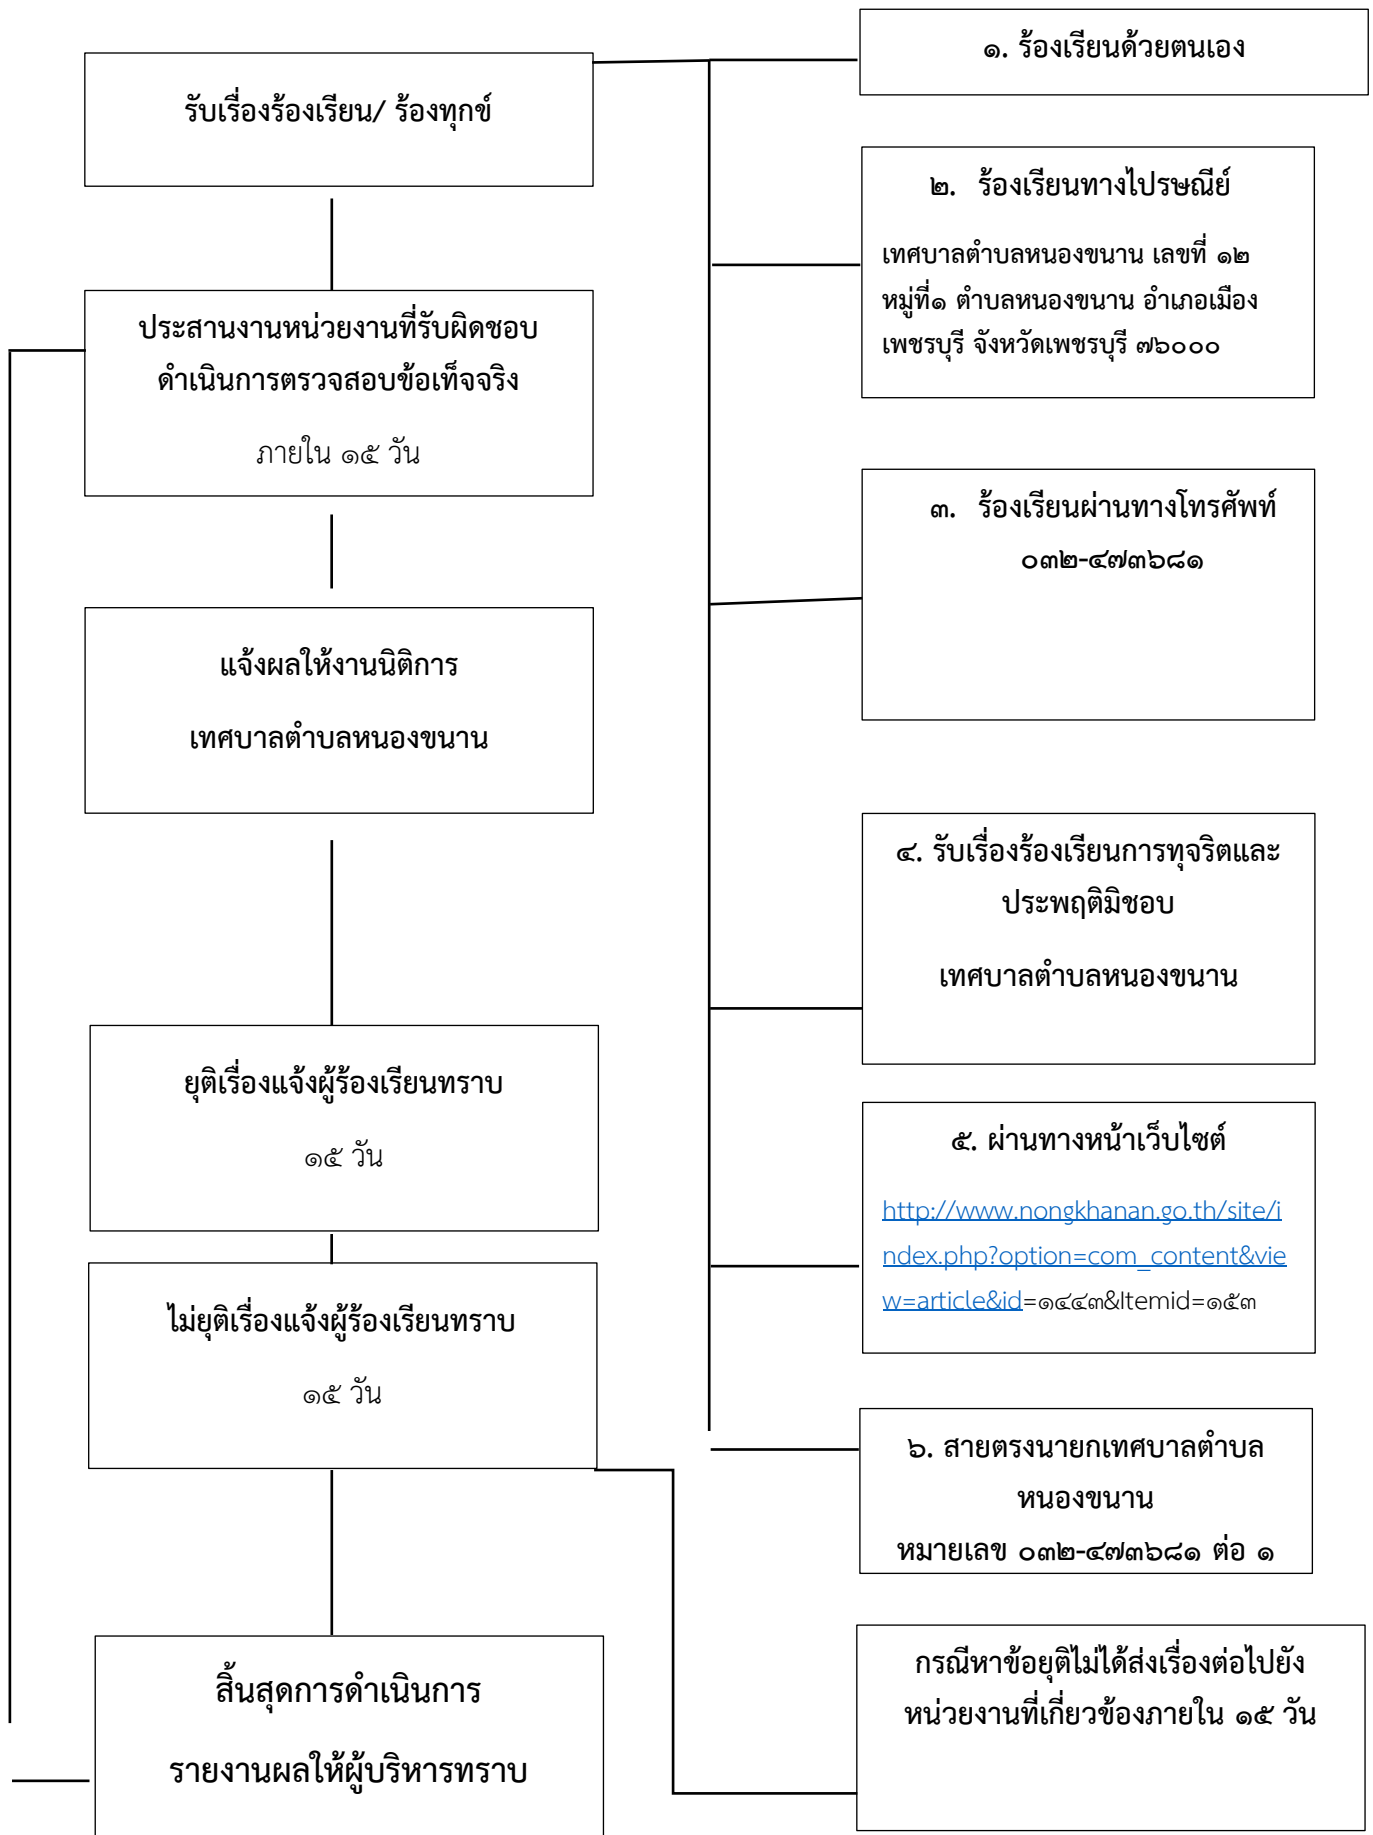 รับเรื่องร้องเรียน/ ร้องทุกข์
ประสานงานหน่วยงานที่รับผิดชอบ
ดำเนินการตรวจสอบข้อเท็จจริง
ภายใน ๑๕ วัน
แจ้งผลให้งานนิติการ
เทศบาลตำบลหนองขนาน
ยุติเรื่องแจ้งผู้ร้องเรียนทราบ
๑๕ วัน
ไม่ยุติเรื่องแจ้งผู้ร้องเรียนทราบ
๑๕ วัน
สิ้นสุดการดำเนินการ
รายงานผลให้ผู้บริหารทราบ
๑. ร้องเรียนด้วยตนเอง
๒. ร้องเรียนทางไปรษณีย์
เทศบาลตำบลหนองขนาน เลขที่ ๑๒
หมู่ที่๑ ตำบลหนองขนาน อำเภอเมือง
เพชรบุรี จังหวัดเพชรบุรี ๗๖๐๐๐
๓. ร้องเรียนผ่านทางโทรศัพท์
๐๓๒-๔๗๓๖๘๑
๔. รับเรื่องร้องเรียนการทุจริตและ
ประพฤติมิชอบ
เทศบาลตำบลหนองขนาน
๕. ผ่านทางหน้าเว็บไซต์
http://www.nongkhanan.go.th/site/i
ndex.php?option=com_content&vie
w=article&id=๑๔๔๓&Itemid=๑๕๓
๖. สายตรงนายกเทศบาลตำบล
หนองขนาน
หมายเลข ๐๓๒-๔๗๓๖๘๑ ต่อ ๑
กรณีหาข้อยุติไม่ได้ส่งเรื่องต่อไปยัง
หน่วยงานที่เกี่ยวข้องภายใน ๑๕ วัน